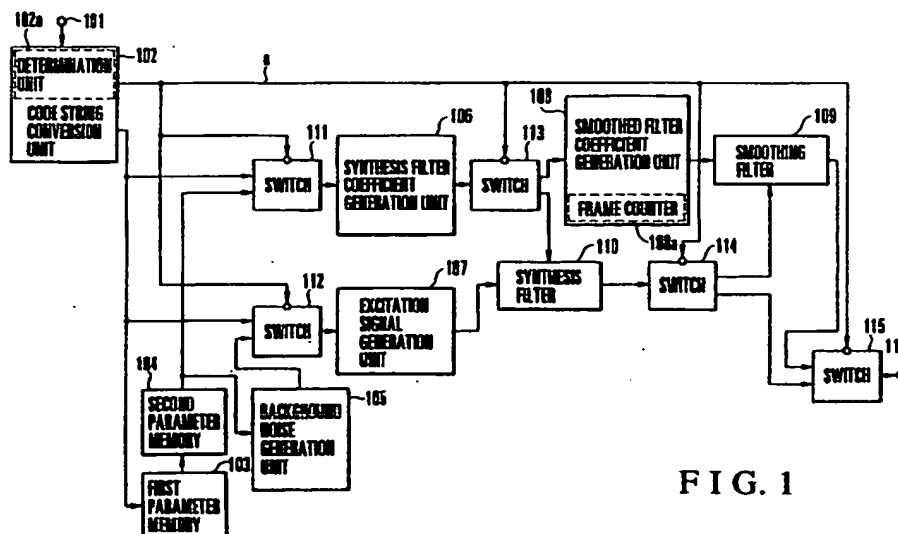 102a
101
102
DETERMINATION
UNIT
CODE STRING
CONVERSION
UNIT
a
111
SWITCH
106
SYNTHESIS FILTER
COEFFICIENT
GENERATION UNIT
113
SWITCH
108
SMOOTHED FILTER
COEFFICIENT
GENERATION UNIT
FRAME COUNTER
108a
109
SMOOTHING
FILTER
112
SWITCH
107
EXCITATION
SIGNAL
GENERATION
UNIT
110
SYNTHESIS
FILTER
114
SWITCH
115
SWITCH
104
SECOND
PARAMETER
MEMORY
105
BACKGROUND
NOISE
GENERATION
UNIT
103
FIRST
PARAMETER
MEMORY
FIG. 1